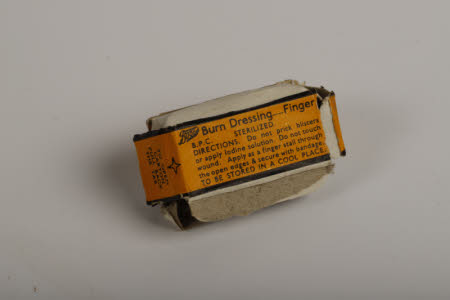 Boots Burn Dressing—Finger
B.P.C. STERILIZED.
DIRECTIONS. Do not prick blisters
or apply Iodine solution. Do not touch
wound. Apply as a finger stall through
the open edges & secure with bandage.
TO BE STORED IN A COOL PLACE.